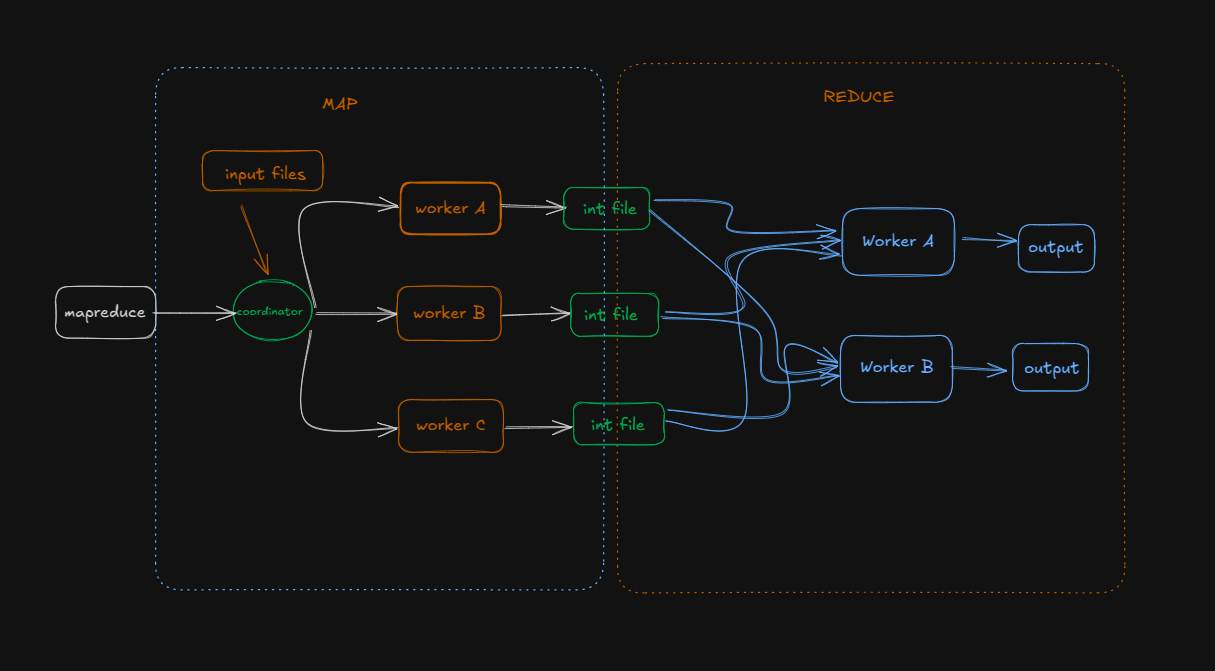 MAP
REDUCE
input files
worker A
int file
Worker A
output
mapreduce
coordinator
worker B
int file
Worker B
output
worker C
int file